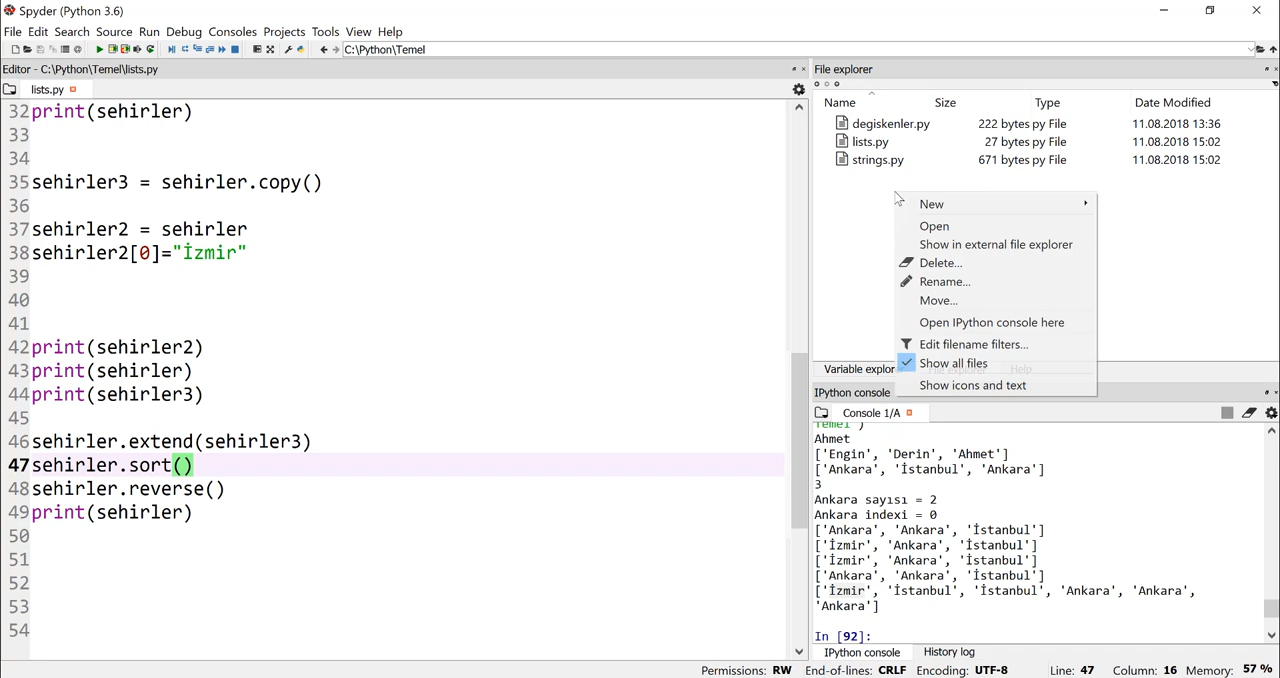 Spyder (Python 3.6)
File Edit Search Source Run Debug Consoles Projects Tools View Help
C:\Python\Temel
Editor - C:\Python\Temel\lists.py
lists.py
32 print(sehirler)
33
34
35 sehirler3 = sehirler.copy()
36
37 sehirler2 = sehirler
38 sehirler2[0]="İzmir"
39
40
41
42 print(sehirler2)
43 print(sehirler)
44 print(sehirler3)
45
46 sehirler.extend(sehirler3)
47 sehirler.sort()
48 sehirler.reverse()
49 print(sehirler)
50
51
52
53
54
File explorer
Name Size Type Date Modified
degiskenler.py 222 bytes py File 11.08.2018 13:36
lists.py 27 bytes py File 11.08.2018 15:02
strings.py 671 bytes py File 11.08.2018 15:02
New
Open
Show in external file explorer
Delete...
Rename...
Move...
Open IPython console here
Edit filename filters...
Show all files
Show icons and text
Variable explorer File explorer Help
IPython console
Console 1/A
Temel')
Ahmet
['Engin', 'Derin', 'Ahmet']
['Ankara', 'İstanbul', 'Ankara']
3
Ankara sayısı = 2
Ankara indexi = 0
['Ankara', 'Ankara', 'İstanbul']
['İzmir', 'Ankara', 'İstanbul']
['İzmir', 'Ankara', 'İstanbul']
['Ankara', 'Ankara', 'İstanbul']
['İzmir', 'İstanbul', 'İstanbul', 'Ankara', 'Ankara',
'Ankara']
In [92]:
IPython console History log
Permissions: RW End-of-lines: CRLF Encoding: UTF-8 Line: 47 Column: 16 Memory: 57 %